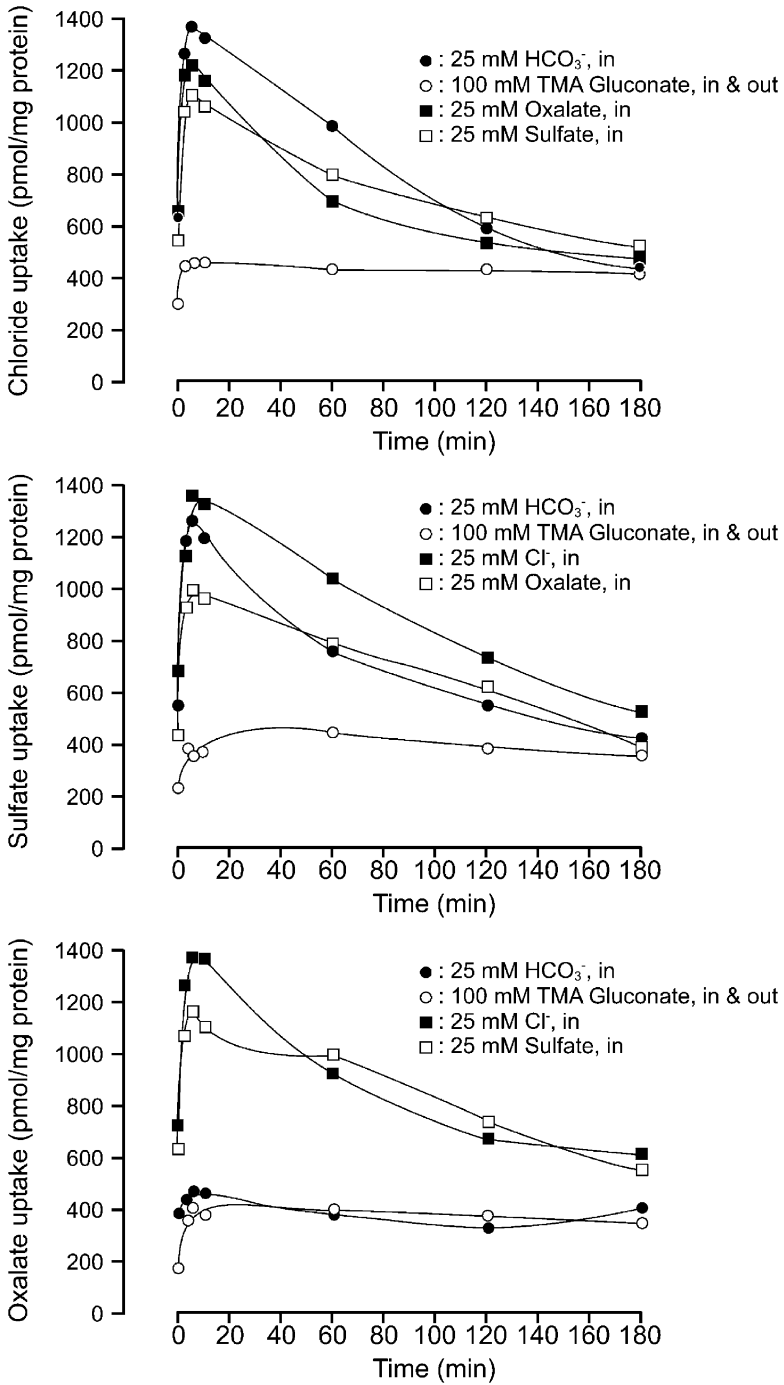 Chloride uptake (pmol/mg protein)
1400
1200
1000
800
600
400
200
0
● : 25 mM HCO₃⁻, in
○ : 100 mM TMA Gluconate, in & out
■ : 25 mM Oxalate, in
□ : 25 mM Sulfate, in
0 20 40 60 80 100 120 140 160 180
Time (min)
Sulfate uptake (pmol/mg protein)
1400
1200
1000
800
600
400
200
0
● : 25 mM HCO₃⁻, in
○ : 100 mM TMA Gluconate, in & out
■ : 25 mM Cl⁻, in
□ : 25 mM Oxalate, in
0 20 40 60 80 100 120 140 160 180
Time (min)
Oxalate uptake (pmol/mg protein)
1400
1200
1000
800
600
400
200
0
● : 25 mM HCO₃⁻, in
○ : 100 mM TMA Gluconate, in & out
■ : 25 mM Cl⁻, in
□ : 25 mM Sulfate, in
0 20 40 60 80 100 120 140 160 180
Time (min)